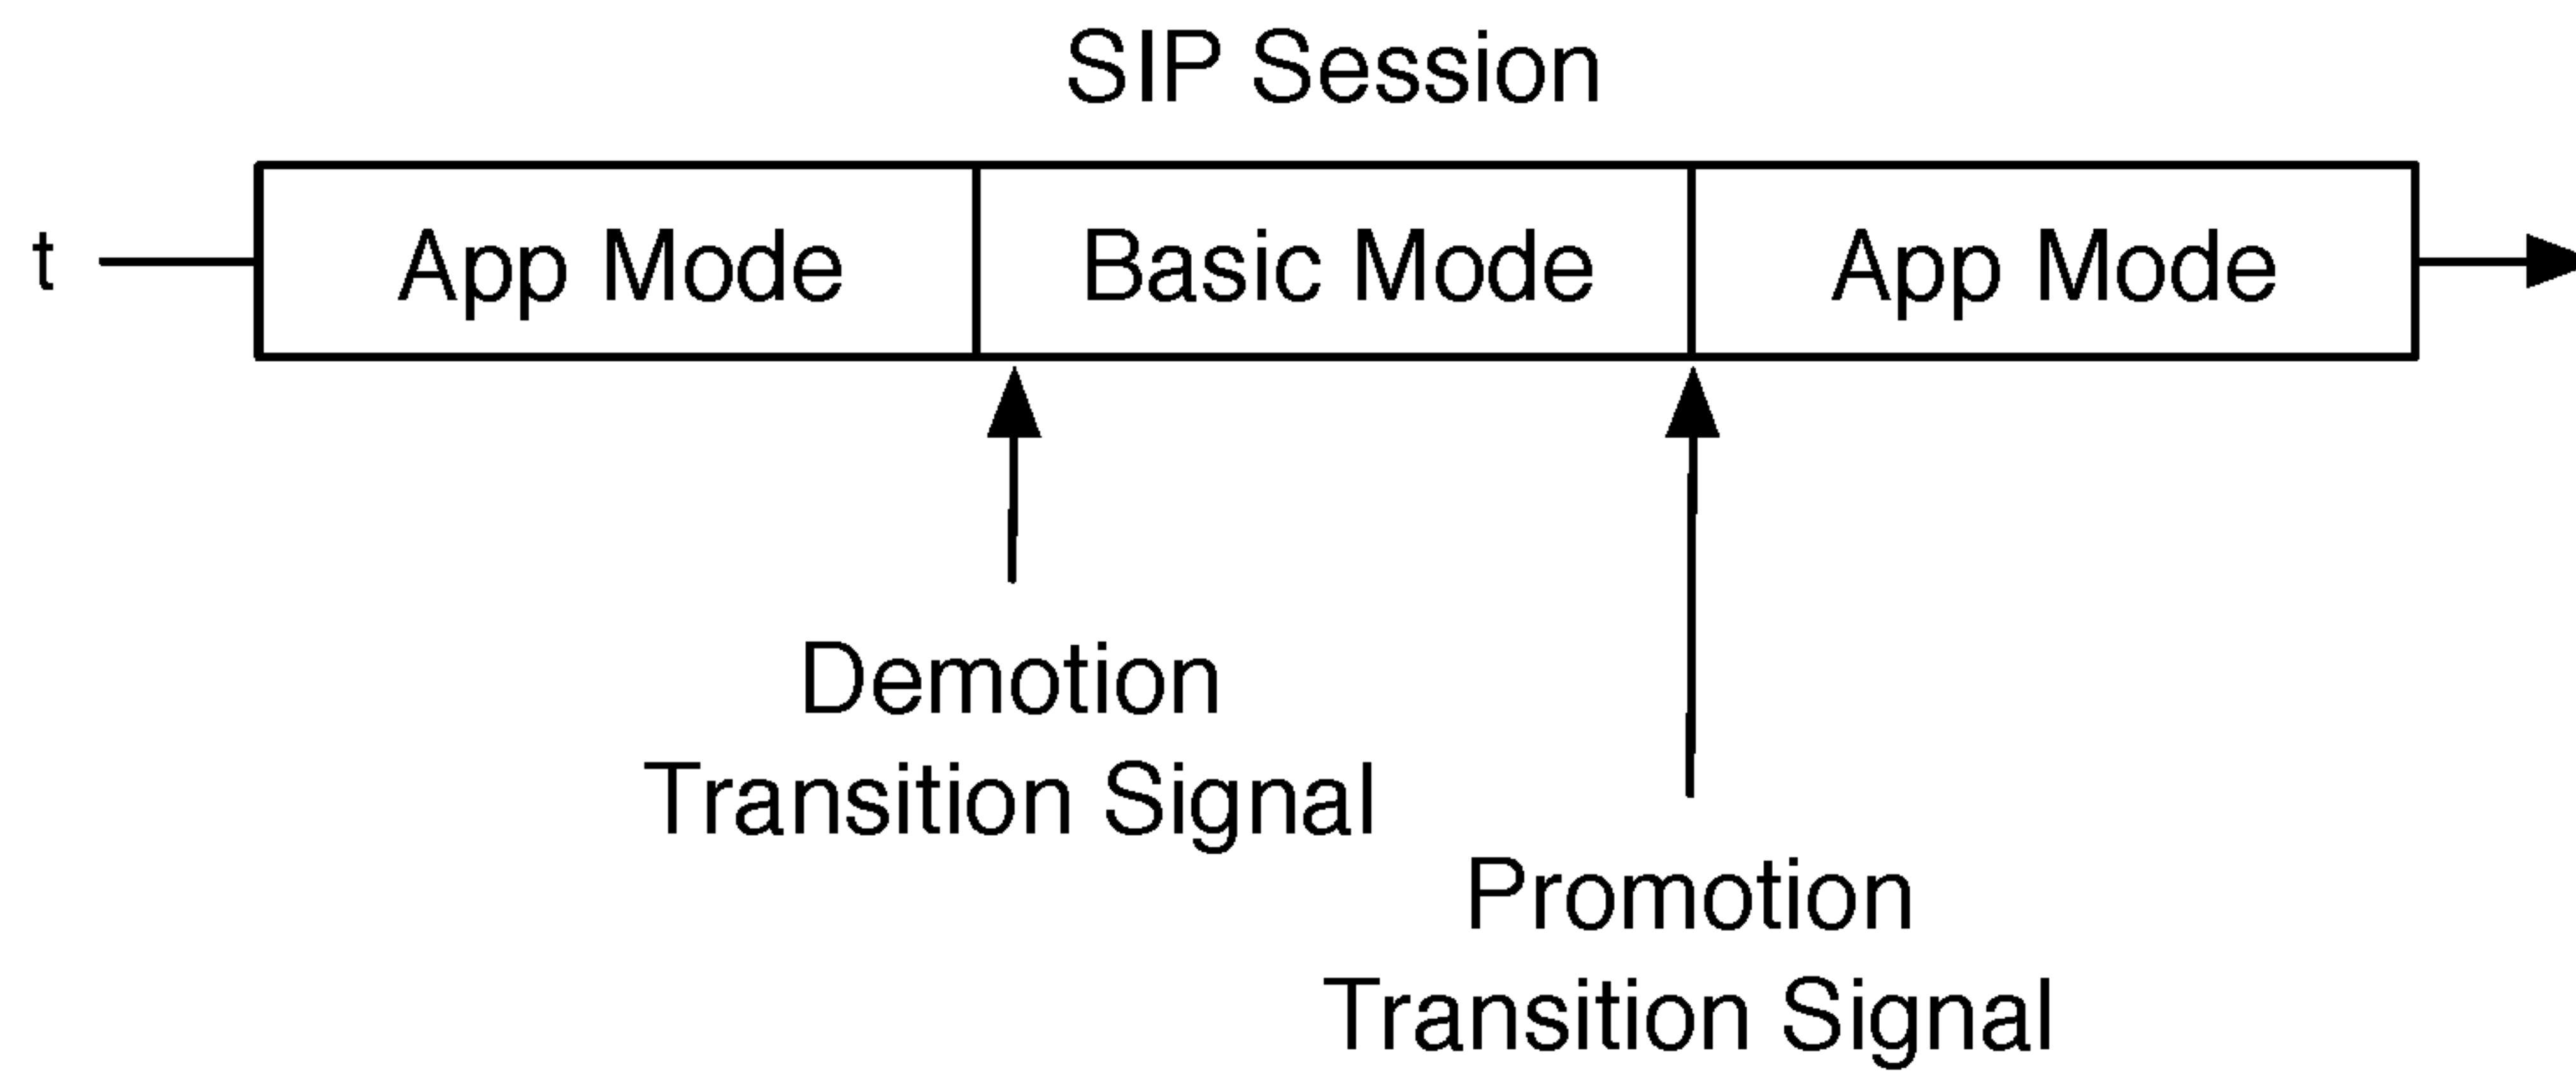 SIP Session
t App Mode Basic Mode App Mode
Demotion
Transition Signal
Promotion
Transition Signal